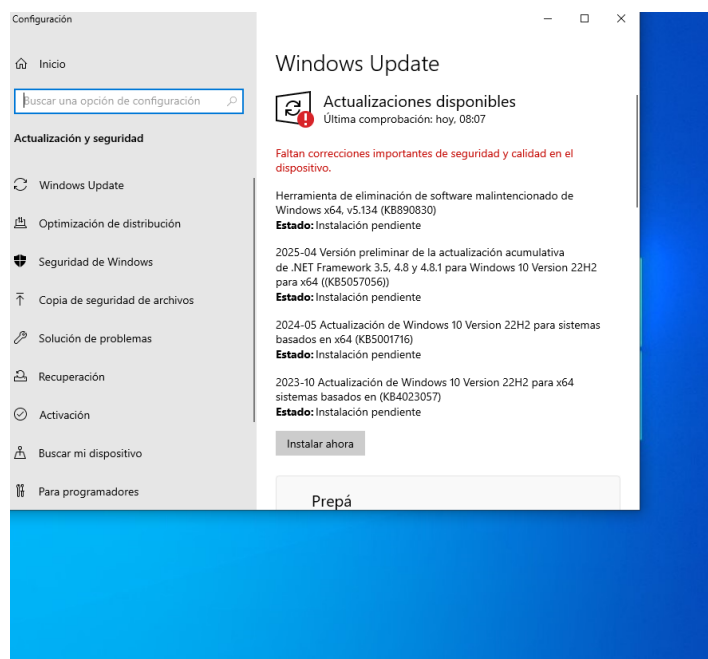 Configuración
Inicio
Buscar una opción de configuración
Actualización y seguridad
Windows Update
Optimización de distribución
Seguridad de Windows
Copia de seguridad de archivos
Solución de problemas
Recuperación
Activación
Buscar mi dispositivo
Para programadores
Windows Update
Actualizaciones disponibles
Última comprobación: hoy, 08:07
Faltan correcciones importantes de seguridad y calidad en el
dispositivo.
Herramienta de eliminación de software malintencionado de
Windows x64, v5.134 (KB890830)
Estado: Instalación pendiente
2025-04 Versión preliminar de la actualización acumulativa
de .NET Framework 3.5, 4.8 y 4.8.1 para Windows 10 Version 22H2
para x64 ((KB5057056))
Estado: Instalación pendiente
2024-05 Actualización de Windows 10 Version 22H2 para sistemas
basados en x64 (KB5001716)
Estado: Instalación pendiente
2023-10 Actualización de Windows 10 Version 22H2 para x64
sistemas basados en (KB4023057)
Estado: Instalación pendiente
Instalar ahora
Prepá